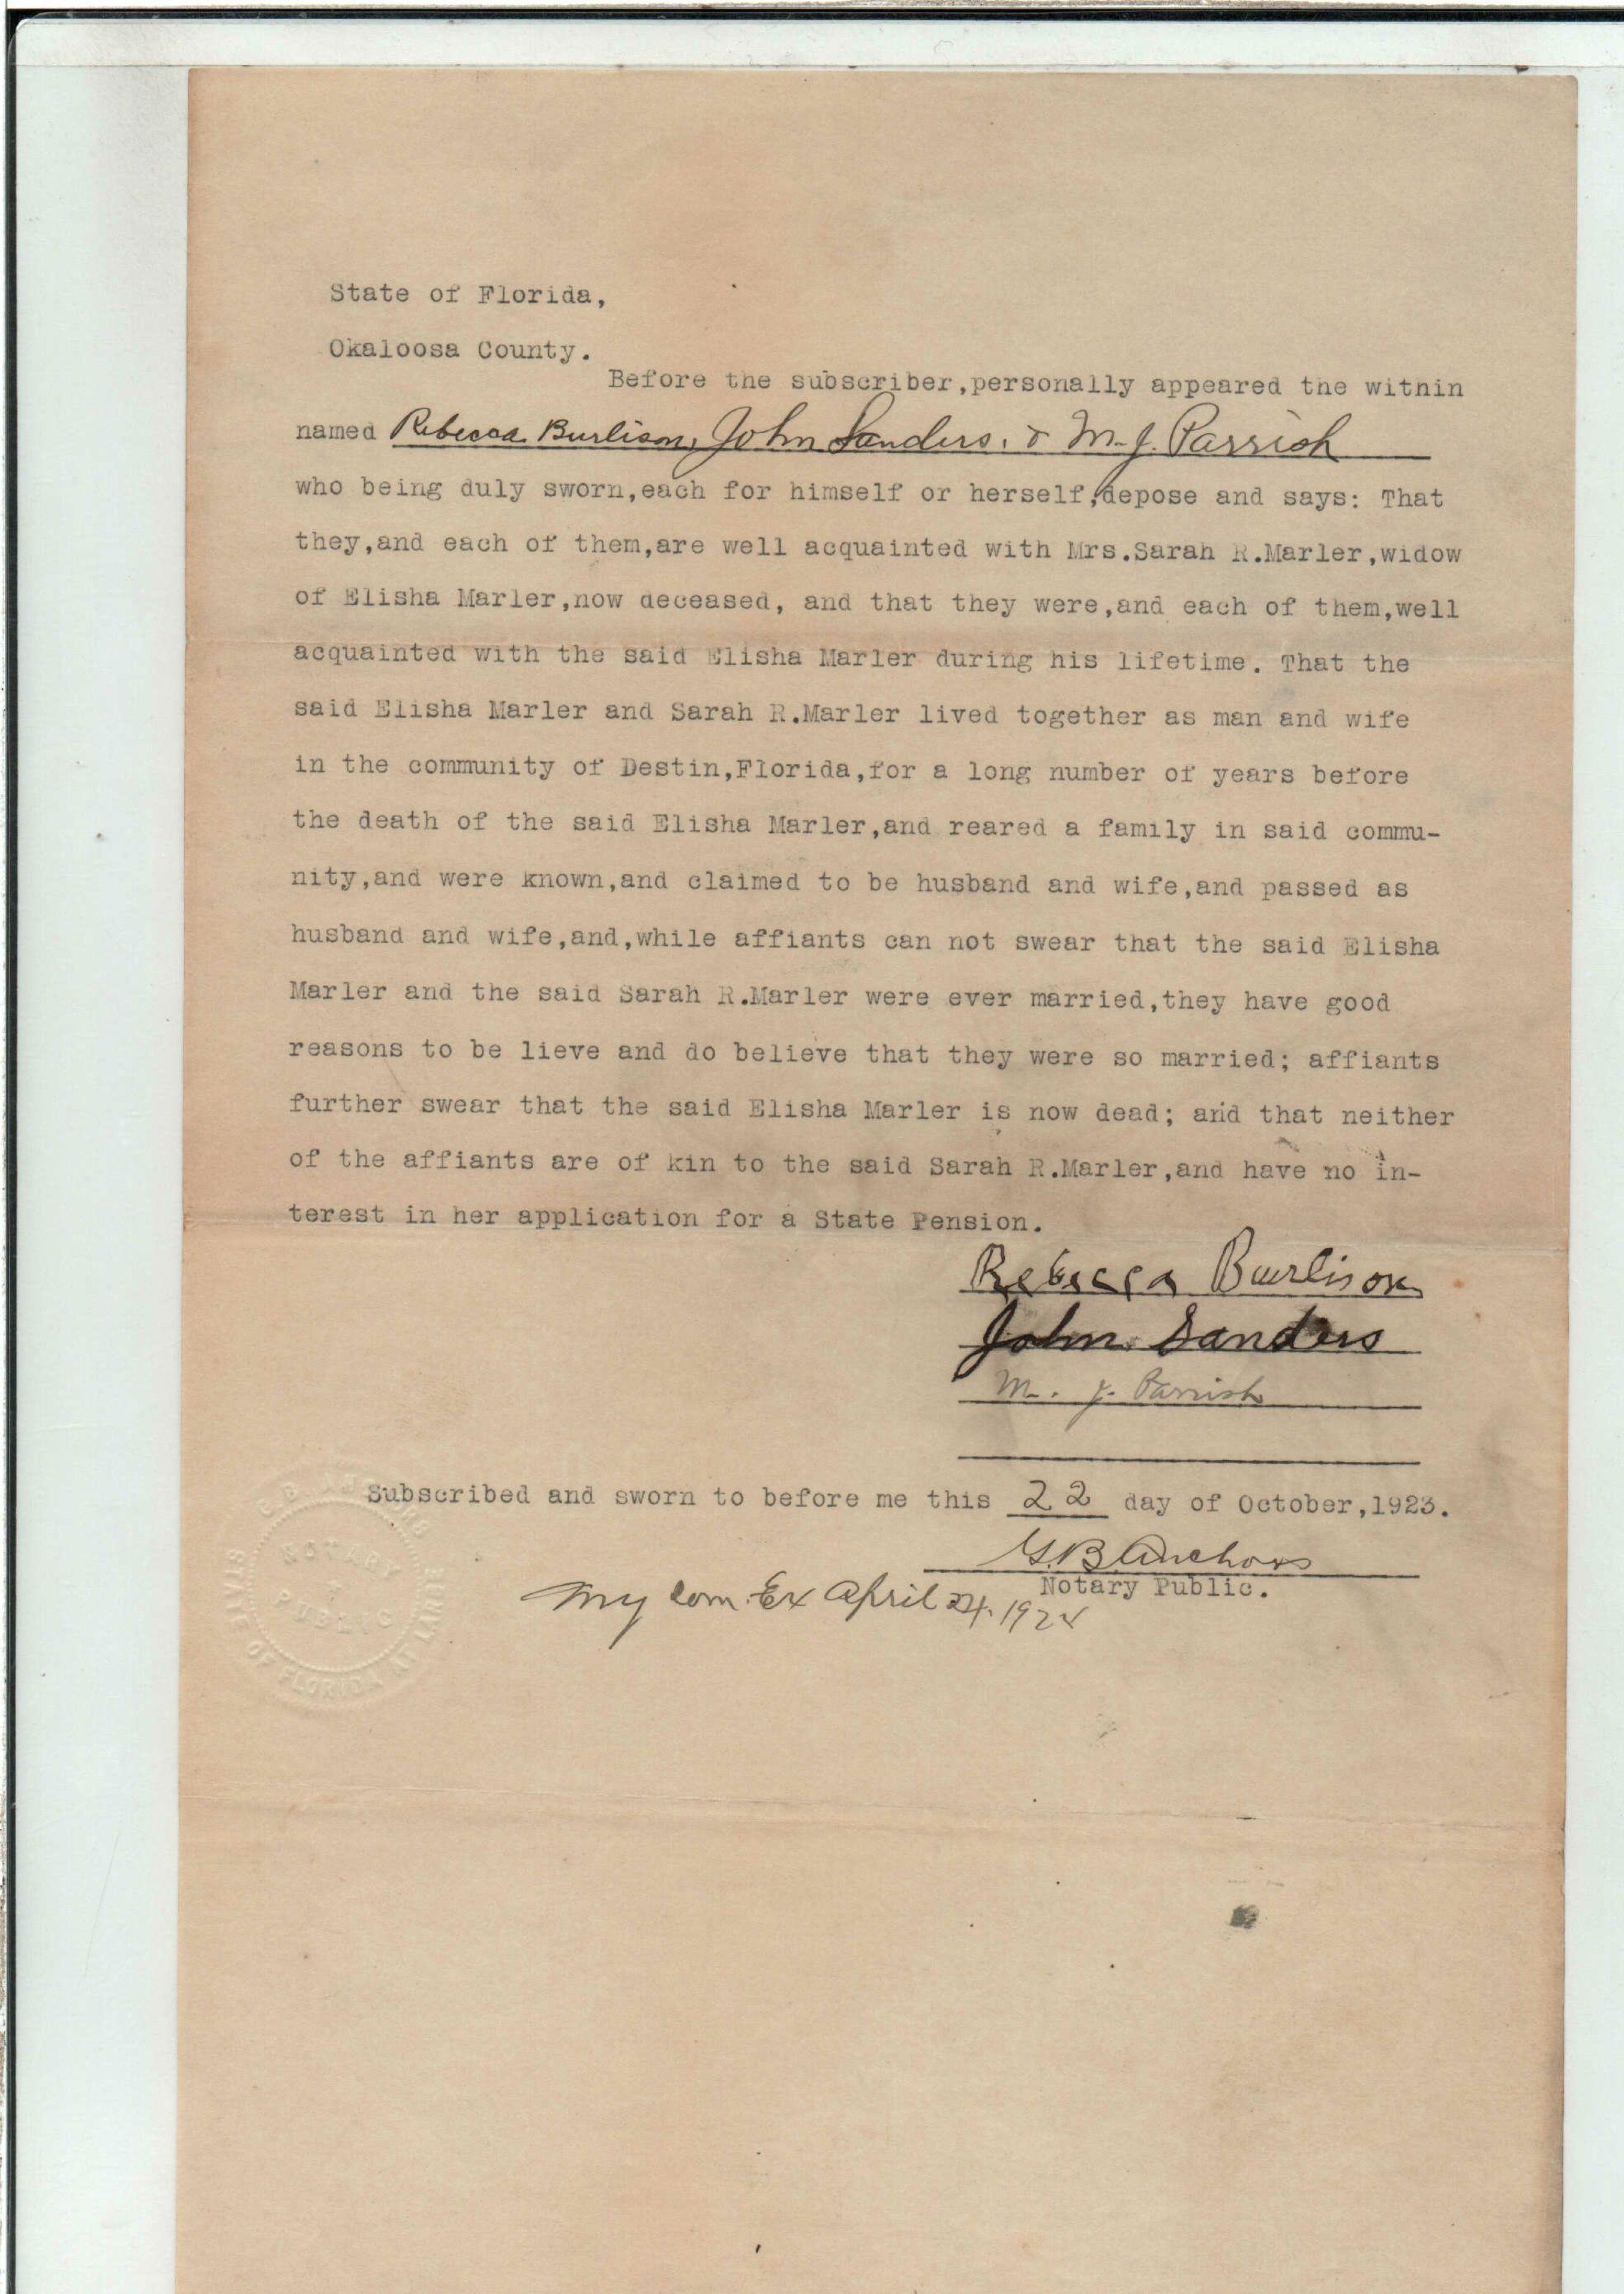 State of Florida,
Okaloosa County.
Before the subscriber,personally appeared the within
named Rebecca Burlison, John Sanders. & M. J. Parrish
who being duly sworn,each for himself or herself,depose and says: That
they,and each of them,are well acquainted with Mrs.Sarah R.Marler,widow
of Elisha Marler,now deceased, and that they were,and each of them,well
acquainted with the said Elisha Marler during his lifetime. That the
said Elisha Marler and Sarah R.Marler lived together as man and wife
in the community of Destin,Florida,for a long number of years before
the death of the said Elisha Marler,and reared a family in said commu-
nity,and were known,and claimed to be husband and wife,and passed as
husband and wife,and,while affiants can not swear that the said Elisha
Marler and the said Sarah R.Marler were ever married,they have good
reasons to be lieve and do believe that they were so married; affiants
further swear that the said Elisha Marler is now dead; and that neither
of the affiants are of kin to the said Sarah R.Marler,and have no in-
terest in her application for a State Pension.
Rebecca Burlison
John Sanders
M. J. Parrish
Subscribed and sworn to before me this 22 day of October,1923.
Notary Public.
My Com. Ex April 24. 1924
NOTARY
PUBLIC
STATE OF FLORIDA AT LARGE